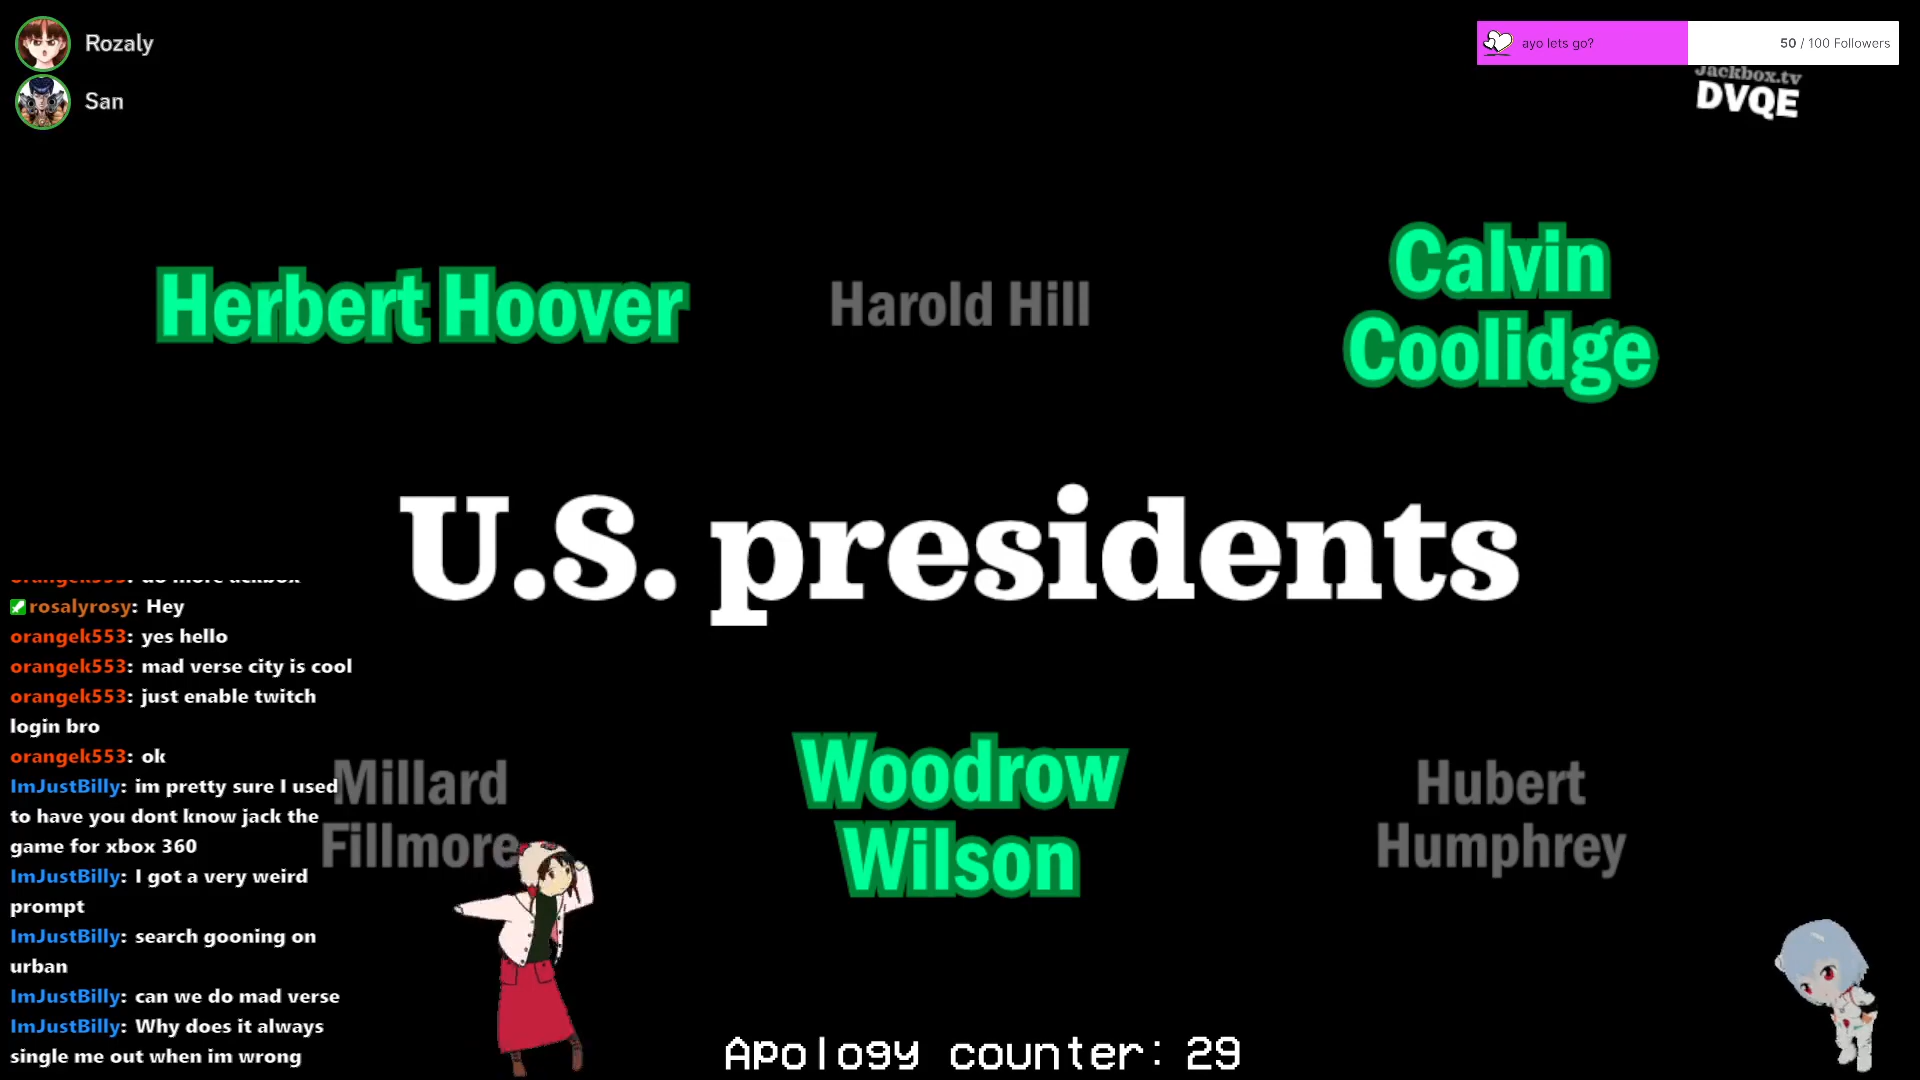 Rozaly
San
ayo lets go?
50 / 100 Followers
Jackbox.tv
DVQE
Herbert Hoover
Harold Hill
Calvin
Coolidge
U.S. presidents
rosalyrosy: Hey
orangek553: yes hello
orangek553: mad verse city is cool
orangek553: just enable twitch
login bro
orangek553: ok
ImJustBilly: im pretty sure I used
to have you dont know jack the
game for xbox 360
ImJustBilly: I got a very weird
prompt
ImJustBilly: search gooning on
urban
ImJustBilly: can we do mad verse
ImJustBilly: Why does it always
single me out when im wrong
Millard
Fillmore
Woodrow
Wilson
Hubert
Humphrey
Apology counter: 29